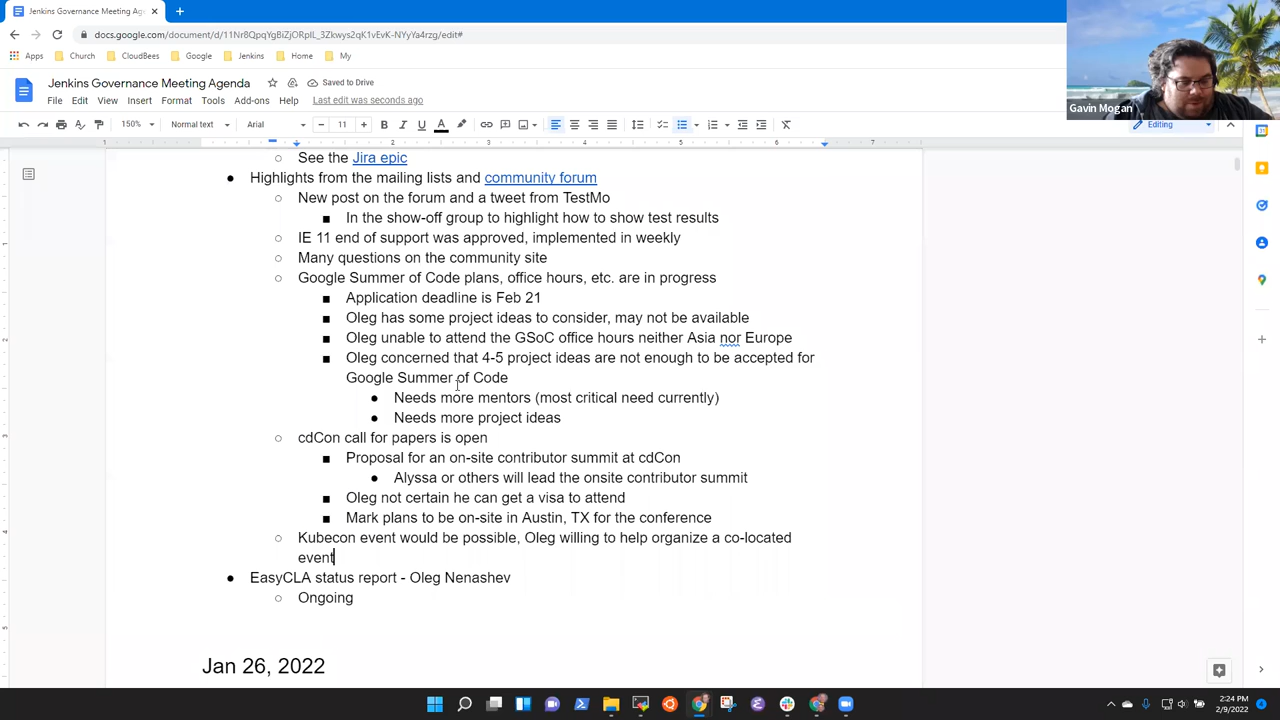 Jenkins Governance Meeting Ag
docs.google.com/document/d/11Nr8QpqYgBiZjORpIL_3Zkwys2qK1vEvK-NYyYa4rzg/edit#
Apps Church CloudBees Google Jenkins Home My
Gavin Mogan
Jenkins Governance Meeting Agenda
Saved to Drive
File Edit View Insert Format Tools Add-ons Help Last edit was seconds ago
150% Normal text Arial 11 Editing
1 1 2 3 4 5 6 7
See the Jira epic
Highlights from the mailing lists and community forum
New post on the forum and a tweet from TestMo
In the show-off group to highlight how to show test results
IE 11 end of support was approved, implemented in weekly
Many questions on the community site
Google Summer of Code plans, office hours, etc. are in progress
Application deadline is Feb 21
Oleg has some project ideas to consider, may not be available
Oleg unable to attend the GSoC office hours neither Asia nor Europe
Oleg concerned that 4-5 project ideas are not enough to be accepted for
Google Summer of Code
Needs more mentors (most critical need currently)
Needs more project ideas
cdCon call for papers is open
Proposal for an on-site contributor summit at cdCon
Alyssa or others will lead the onsite contributor summit
Oleg not certain he can get a visa to attend
Mark plans to be on-site in Austin, TX for the conference
Kubecon event would be possible, Oleg willing to help organize a co-located
event
EasyCLA status report - Oleg Nenashev
Ongoing
Jan 26, 2022
2:24 PM
2/9/2022